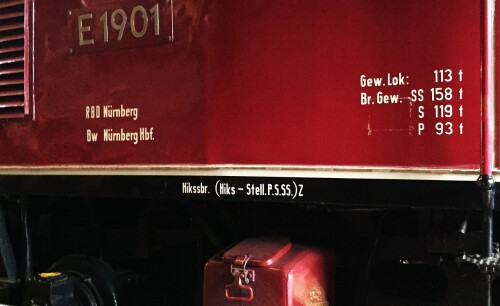 E 1901
RBD Nürnberg
Bw Nürnberg Hbf.
Gew. Lok: 113 t
Br. Gew. SS 158 t
S 119 t
P 93 t
Hikssbr. (Hiks - Stell. P. S. SS.) Z